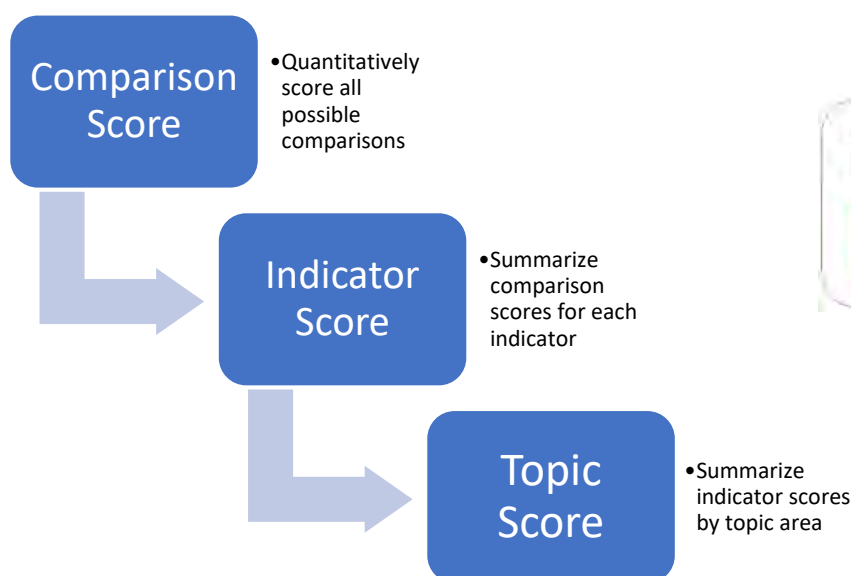 Comparison
Score
•Quantitatively
score all
possible
comparisons
Indicator
Score
•Summarize
comparison
scores for each
indicator
Topic
Score
•Summarize
indicator scores
by topic area